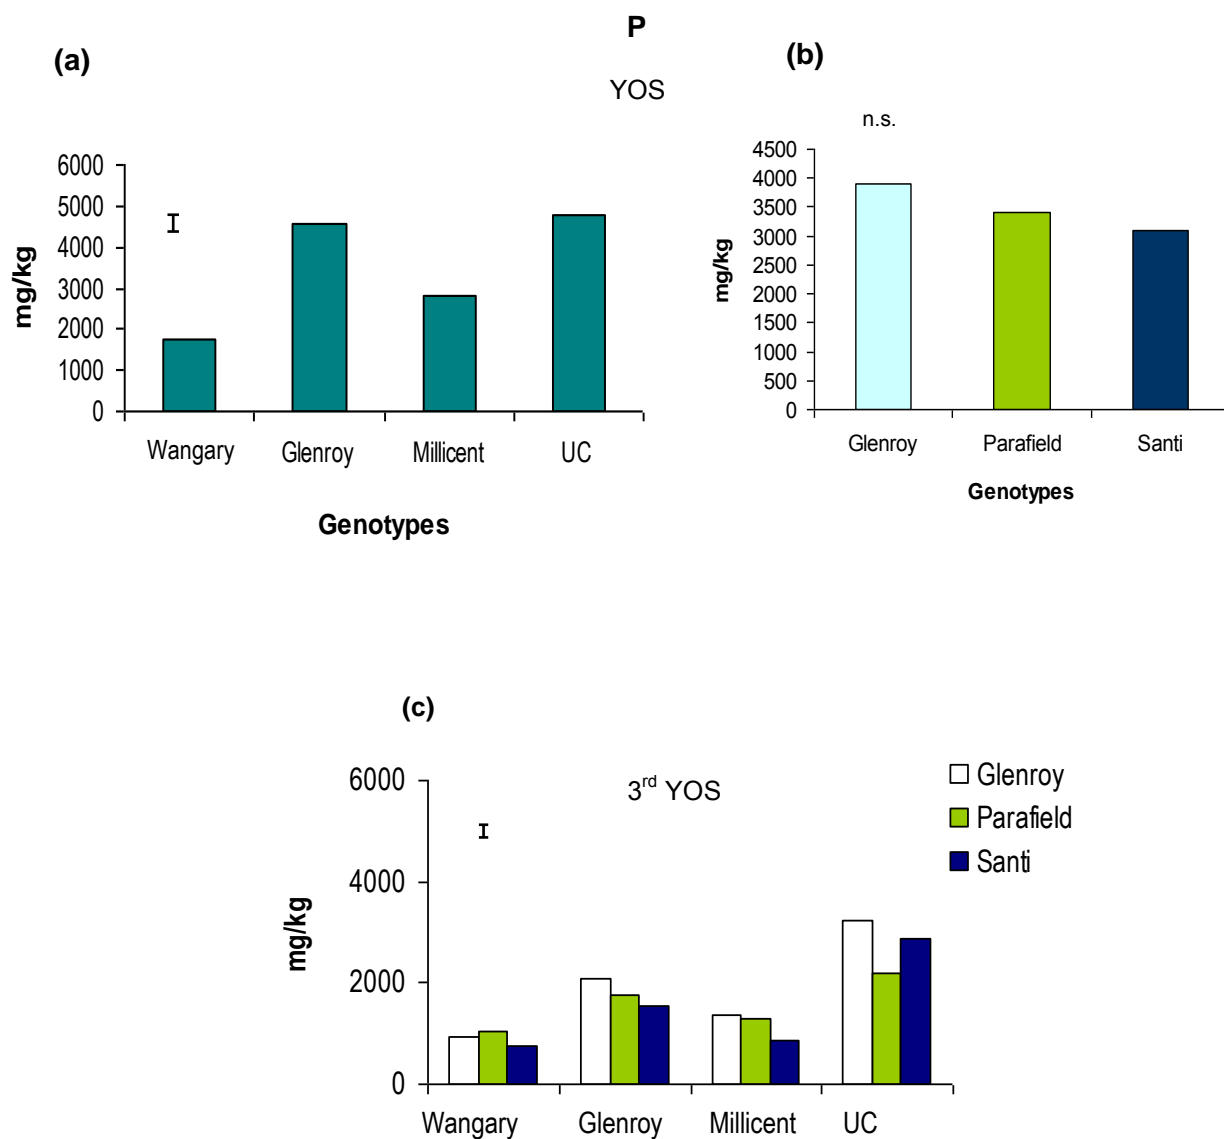 P
(a)
YOS
6000
5000
4000
3000
2000
1000
0
mg/kg
Wangary Glenroy Millicent UC
Genotypes
(b)
n.s.
4500
4000
3500
3000
2500
2000
1500
1000
500
0
mg/kg
Glenroy Parafield Santi
Genotypes
(c)
3rd YOS
6000
4000
2000
0
mg/kg
Wangary Glenroy Millicent UC
Glenroy
Parafield
Santi